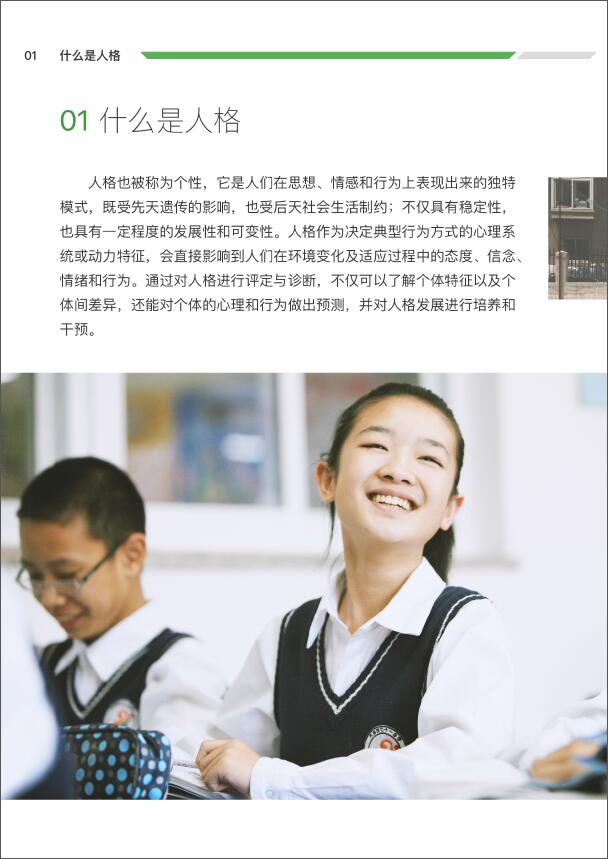 01 什么是人格
01 什么是人格
人格也被称为个性，它是人们在思想、情感和行为上表现出来的独特
模式，既受先天遗传的影响，也受后天社会生活制约；不仅具有稳定性，
也具有一定程度的发展性和可变性。人格作为决定典型行为方式的心理系
统或动力特征，会直接影响到人们在环境变化及适应过程中的态度、信念、
情绪和行为。通过对人格进行评定与诊断，不仅可以了解个体特征以及个
体间差异，还能对个体的心理和行为做出预测，并对人格发展进行培养和
干预。